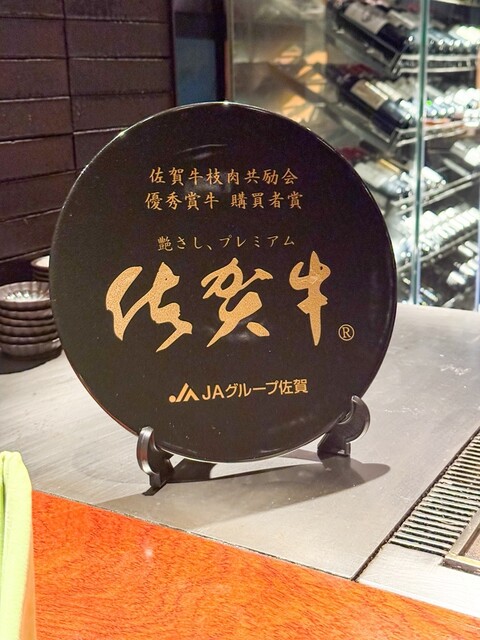 佐賀牛枝肉共励会
優秀賞牛 購買者賞
艶さし、プレミアム
佐賀牛®
JA JAグループ佐賀